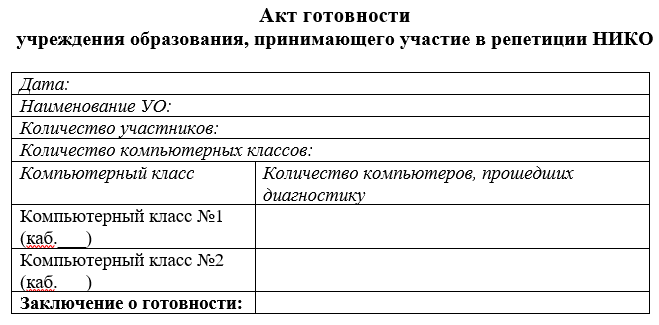 Акт готовности
учреждения образования, принимающего участие в репетиции НИКО
Дата:
Наименование УО:
Количество участников:
Количество компьютерных классов:
Компьютерный класс
Количество компьютеров, прошедших
диагностику
Компьютерный класс №1
(каб.___)
Компьютерный класс №2
(каб.___)
Заключение о готовности: